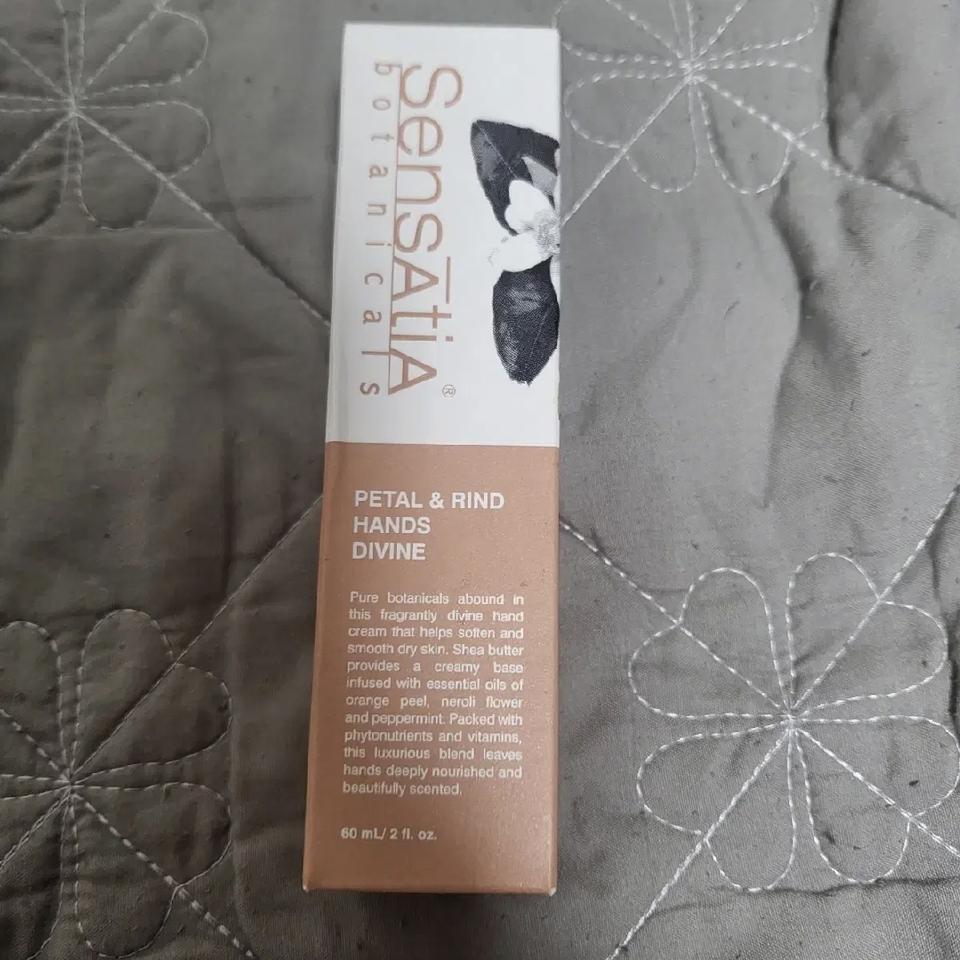 SensatiA®
botanicals
PETAL & RIND
HANDS
DIVINE
Pure botanicals abound in
this fragrantly divine hand
cream that helps soften and
smooth dry skin. Shea butter
provides a creamy base
infused with essential oils of
orange peel, neroli flower
and peppermint. Packed with
phytonutrients and vitamins,
this luxurious blend leaves
hands deeply nourished and
beautifully scented.
60 mL/ 2 fl. oz.